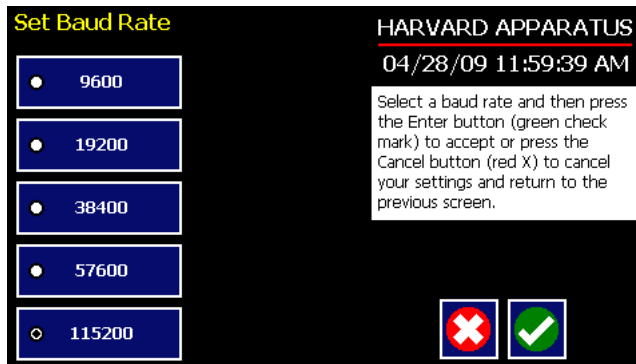 Set Baud Rate
9600
19200
38400
57600
115200
HARVARD APPARATUS
04/28/09 11:59:39 AM
Select a baud rate and then press
the Enter button (green check
mark) to accept or press the
Cancel button (red X) to cancel
your settings and return to the
previous screen.